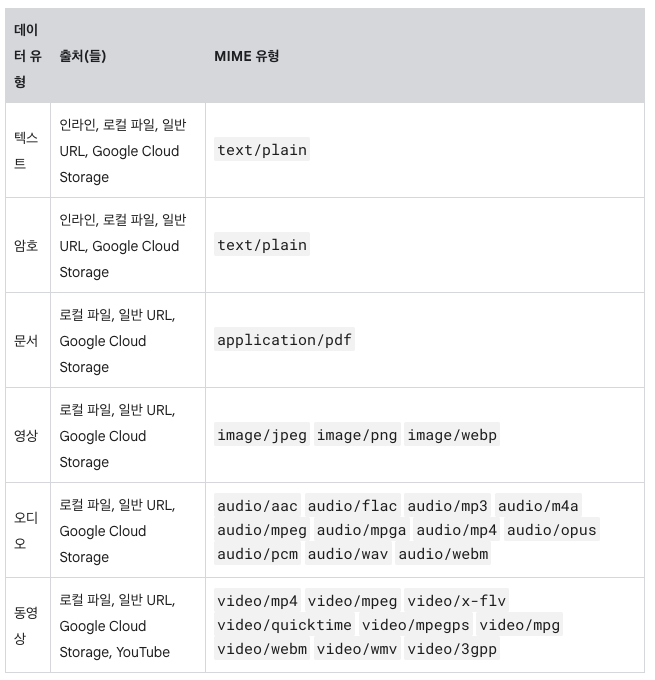 데이
터 유
형
출처(들)
MIME 유형
텍스
트
인라인, 로컬 파일, 일반
URL, Google Cloud
Storage
text/plain
암호
인라인, 로컬 파일, 일반
URL, Google Cloud
Storage
text/plain
문서
로컬 파일, 일반 URL,
Google Cloud
Storage
application/pdf
영상
로컬 파일, 일반 URL,
Google Cloud
Storage
image/jpeg image/png image/webp
오디
오
로컬 파일, 일반 URL,
Google Cloud
Storage
audio/aac audio/flac audio/mp3 audio/m4a
audio/mpeg audio/mpga audio/mp4 audio/opus
audio/pcm audio/wav audio/webm
동영
상
로컬 파일, 일반 URL,
Google Cloud
Storage, YouTube
video/mp4 video/mpeg video/x-flv
video/quicktime video/mpegps video/mpg
video/webm video/wmv video/3gpp